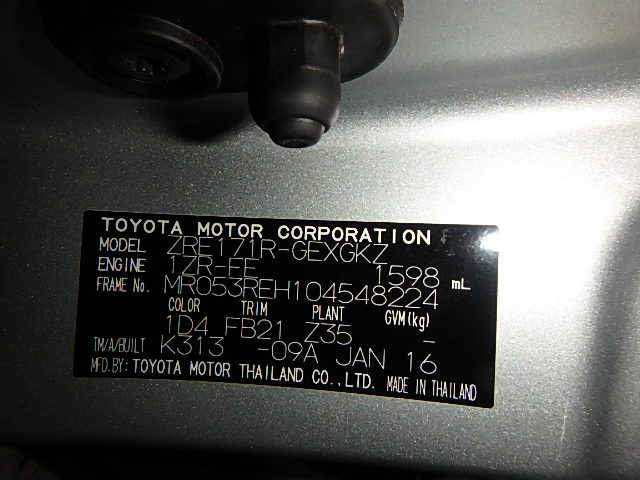 TOYOTA MOTOR CORPORATION
MODEL ZRE171R-GEXGKZ
ENGINE 1ZR-FE 1598 mL
FRAME No. MR053REH104548224
COLOR TRIM PLANT GVM(kg)
1D4 FB21 Z35 –
TM/A/BUILT K313 -09A JAN 16
MFD.BY: TOYOTA MOTOR THAILAND CO.,LTD. MADE IN THAILAND